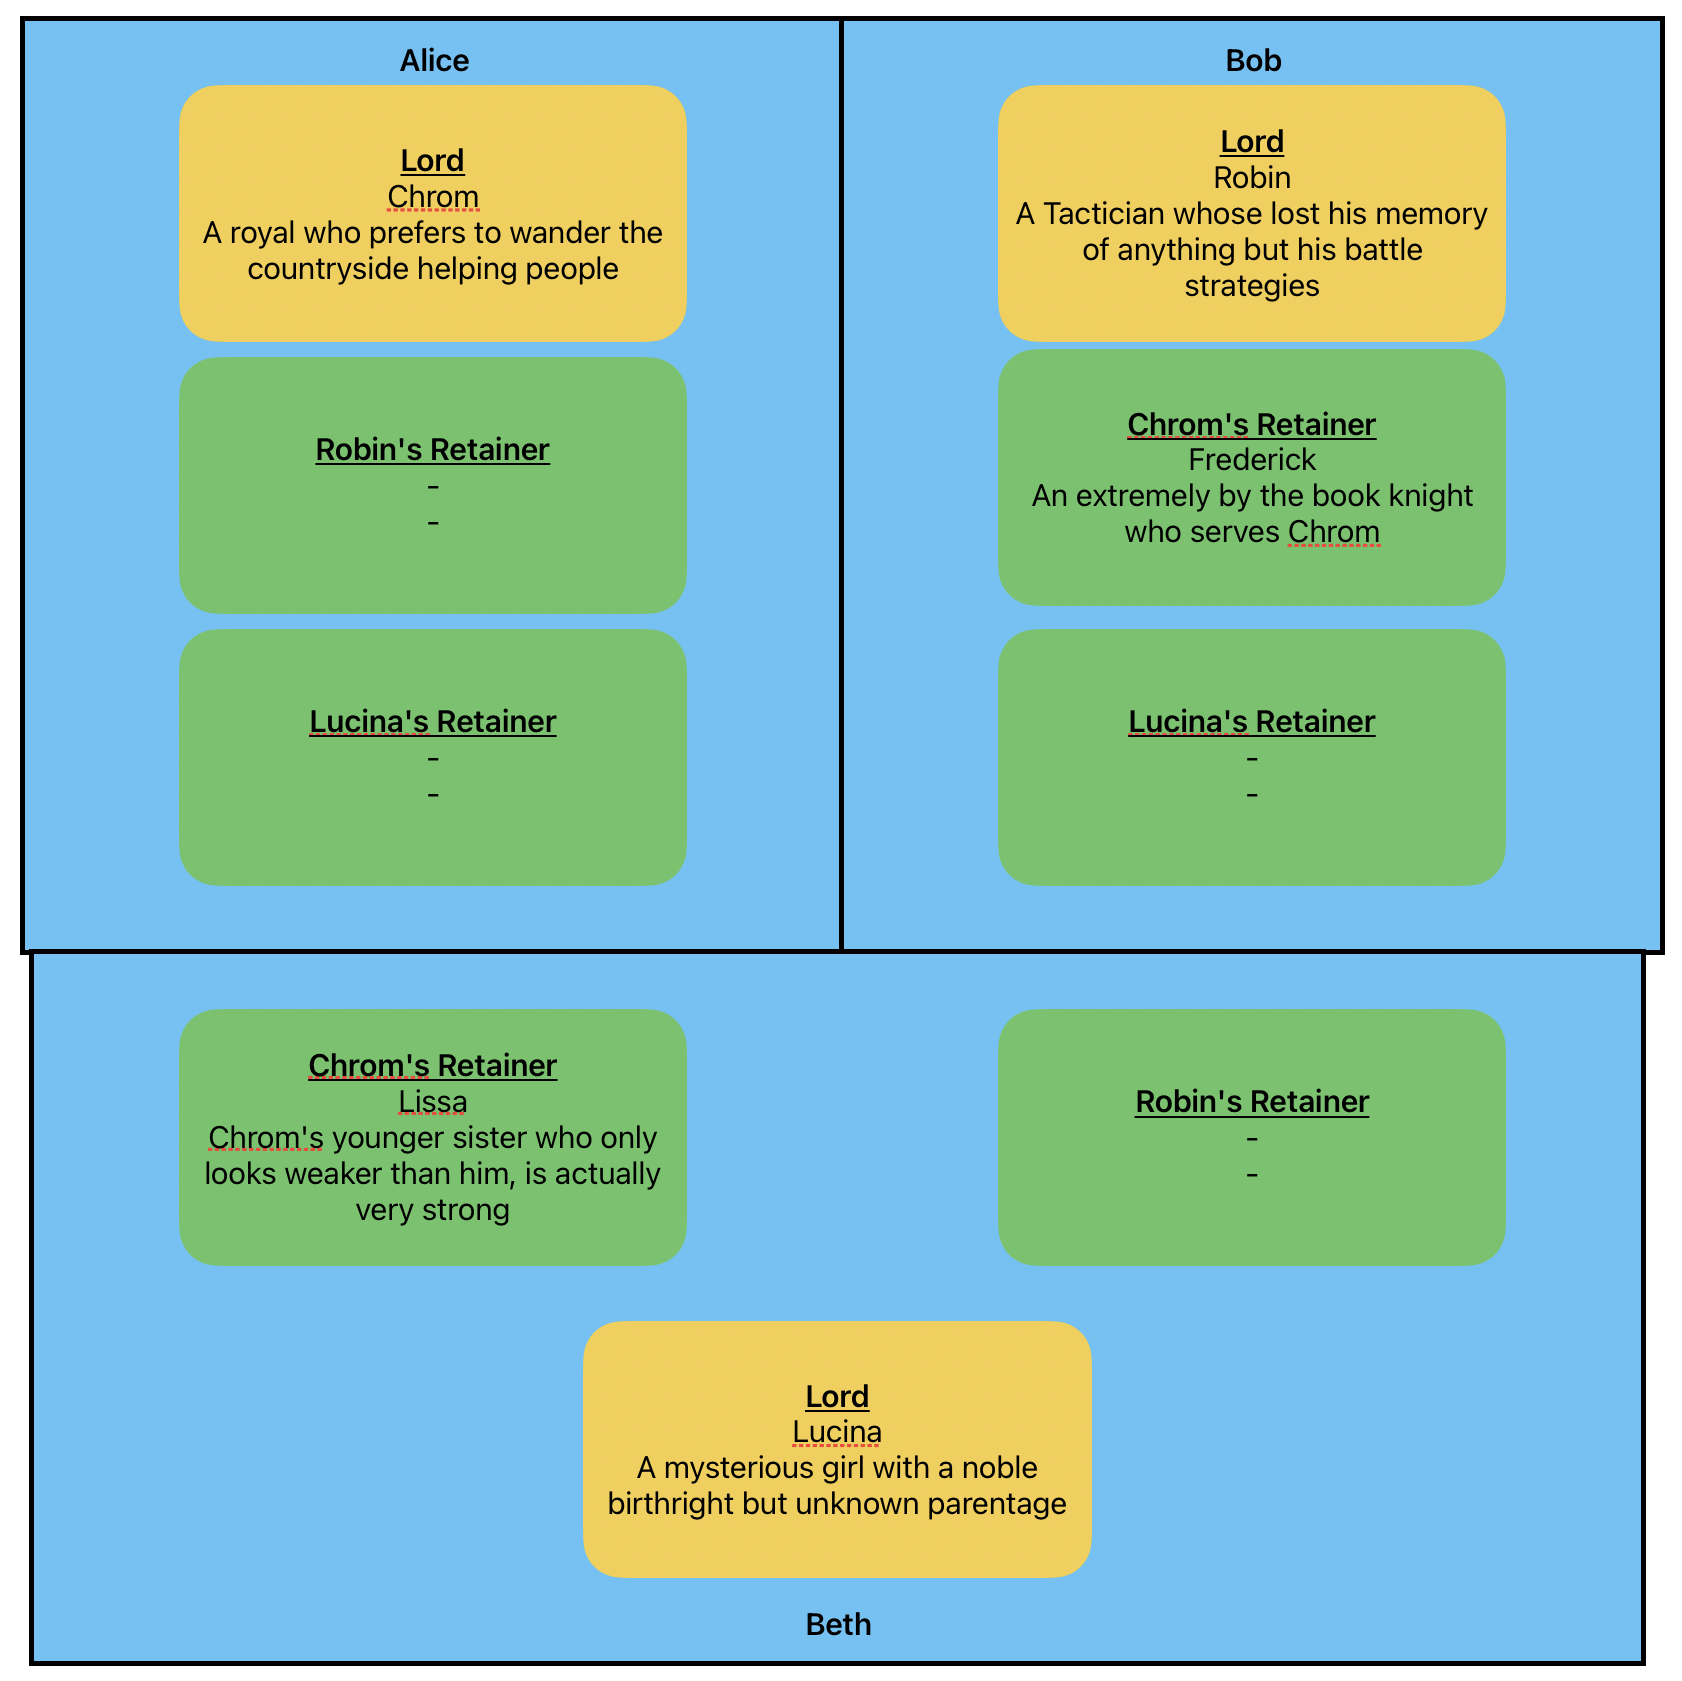 Alice
Lord
Chrom
A royal who prefers to wander the
countryside helping people
Robin's Retainer
-
-
Lucina's Retainer
-
-
Bob
Lord
Robin
A Tactician whose lost his memory
of anything but his battle
strategies
Chrom's Retainer
Frederick
An extremely by the book knight
who serves Chrom
Lucina's Retainer
-
-
Chrom's Retainer
Lissa
Chrom's younger sister who only
looks weaker than him, is actually
very strong
Robin's Retainer
-
-
Lord
Lucina
A mysterious girl with a noble
birthright but unknown parentage
Beth